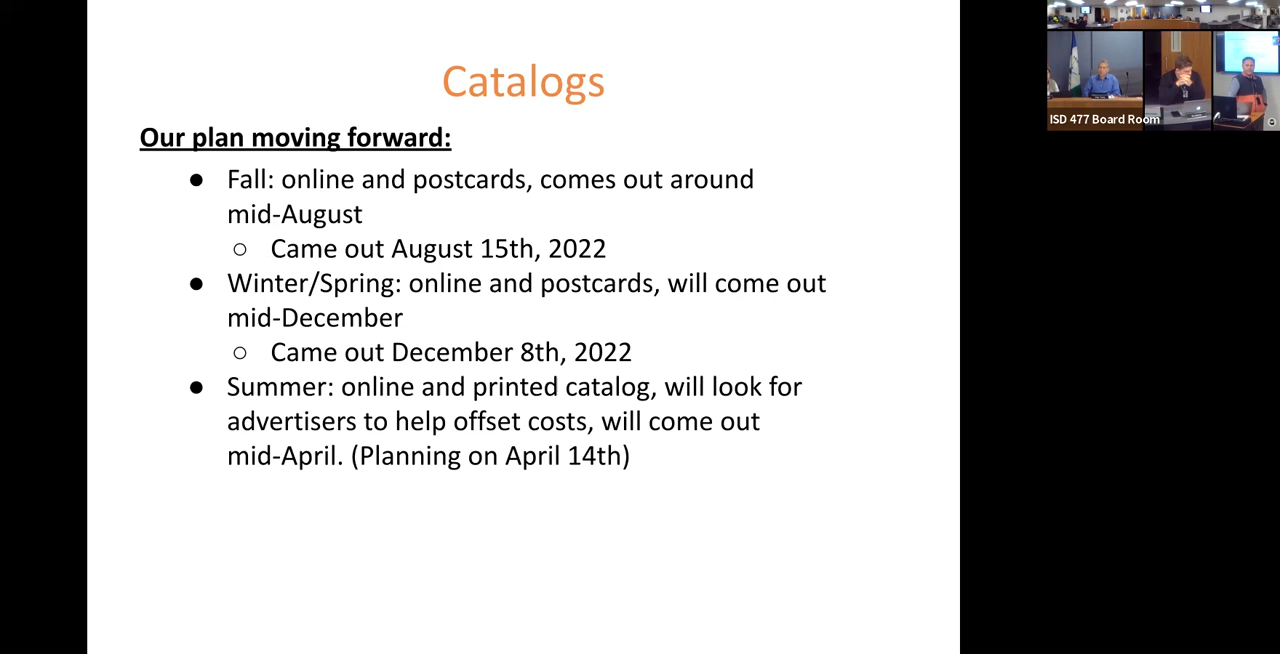 Catalogs
Our plan moving forward:
● Fall: online and postcards, comes out around
mid-August
○ Came out August 15th, 2022
● Winter/Spring: online and postcards, will come out
mid-December
○ Came out December 8th, 2022
● Summer: online and printed catalog, will look for
advertisers to help offset costs, will come out
mid-April. (Planning on April 14th)
ISD 477 Board Room